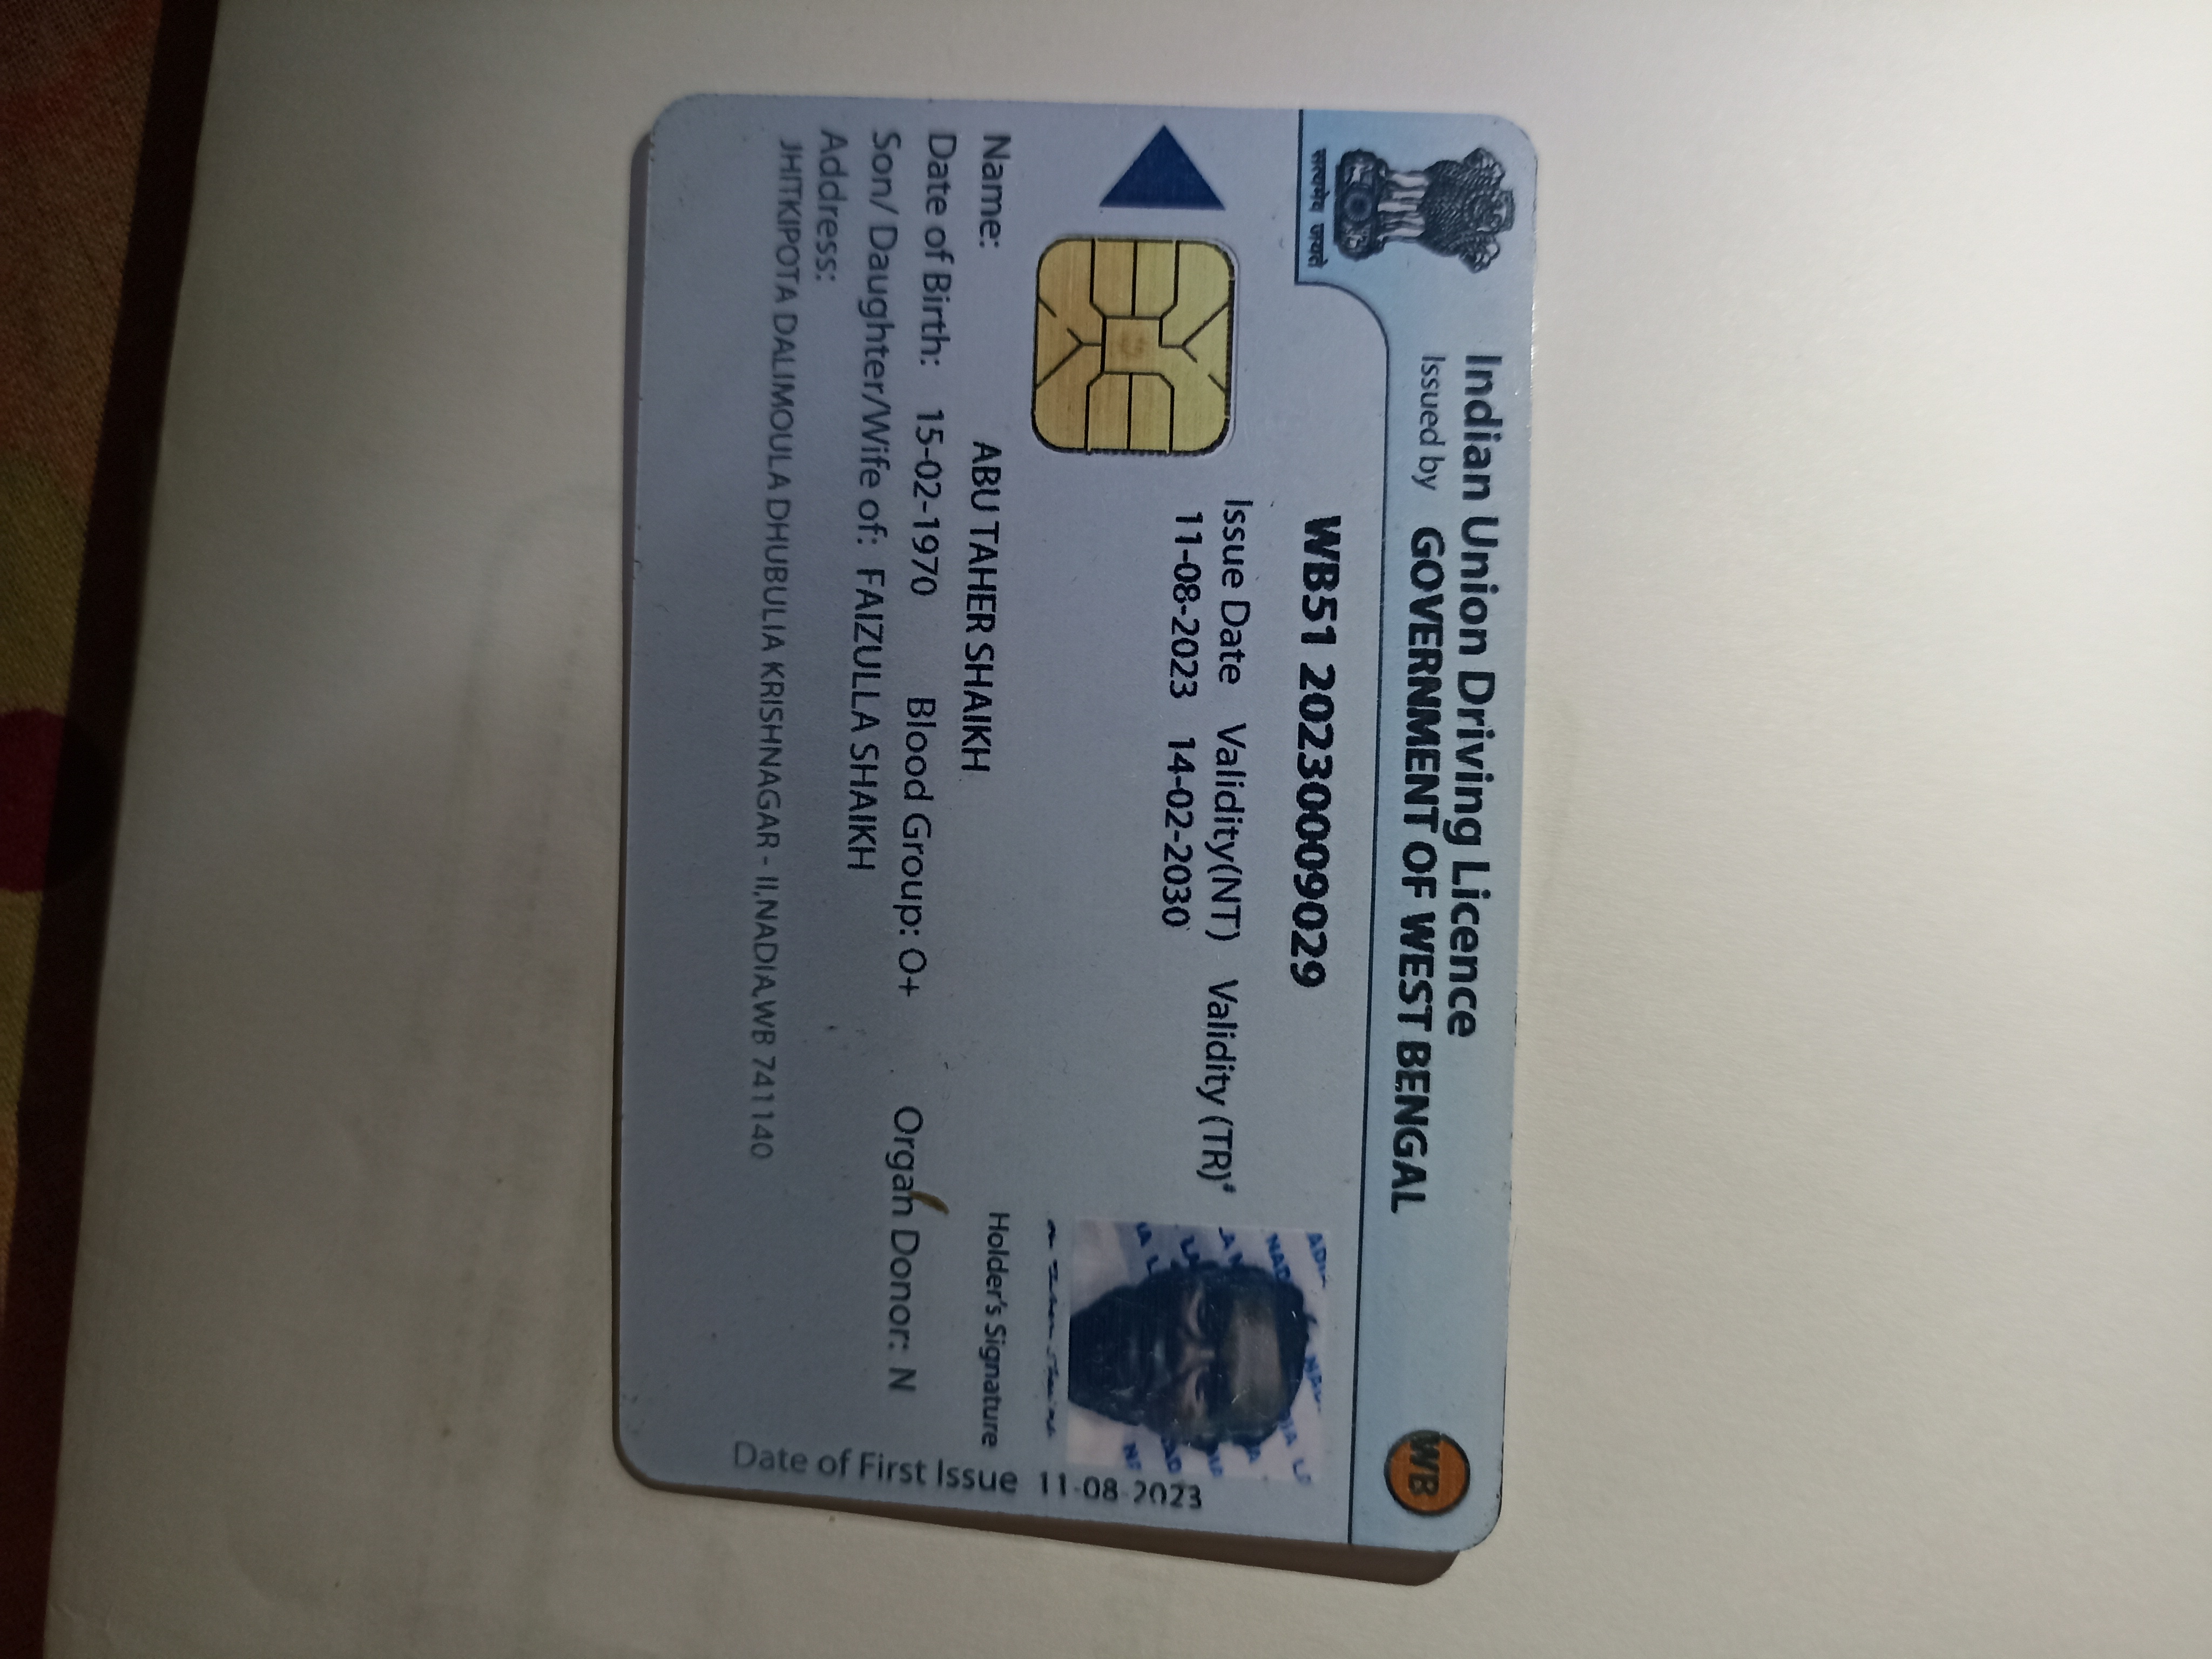 Indian Union Driving Licence
Issued by GOVERNMENT OF WEST BENGAL
WB
सत्यमेव जयते
WB51 20230009029
Issue Date Validity(NT) Validity (TR)#
11-08-2023 14-02-2030
Holder's Signature
Name: ABU TAHER SHAIKH
Date of Birth: 15-02-1970 Blood Group: O+ Organ Donor: N
Son/ Daughter/Wife of: FAIZULLA SHAIKH
Address:
JHITKIPOTA DALIMOULA DHUBULIA KRISHNAGAR - II,NADIA,WB 741140
Date of First Issue 11-08-2023